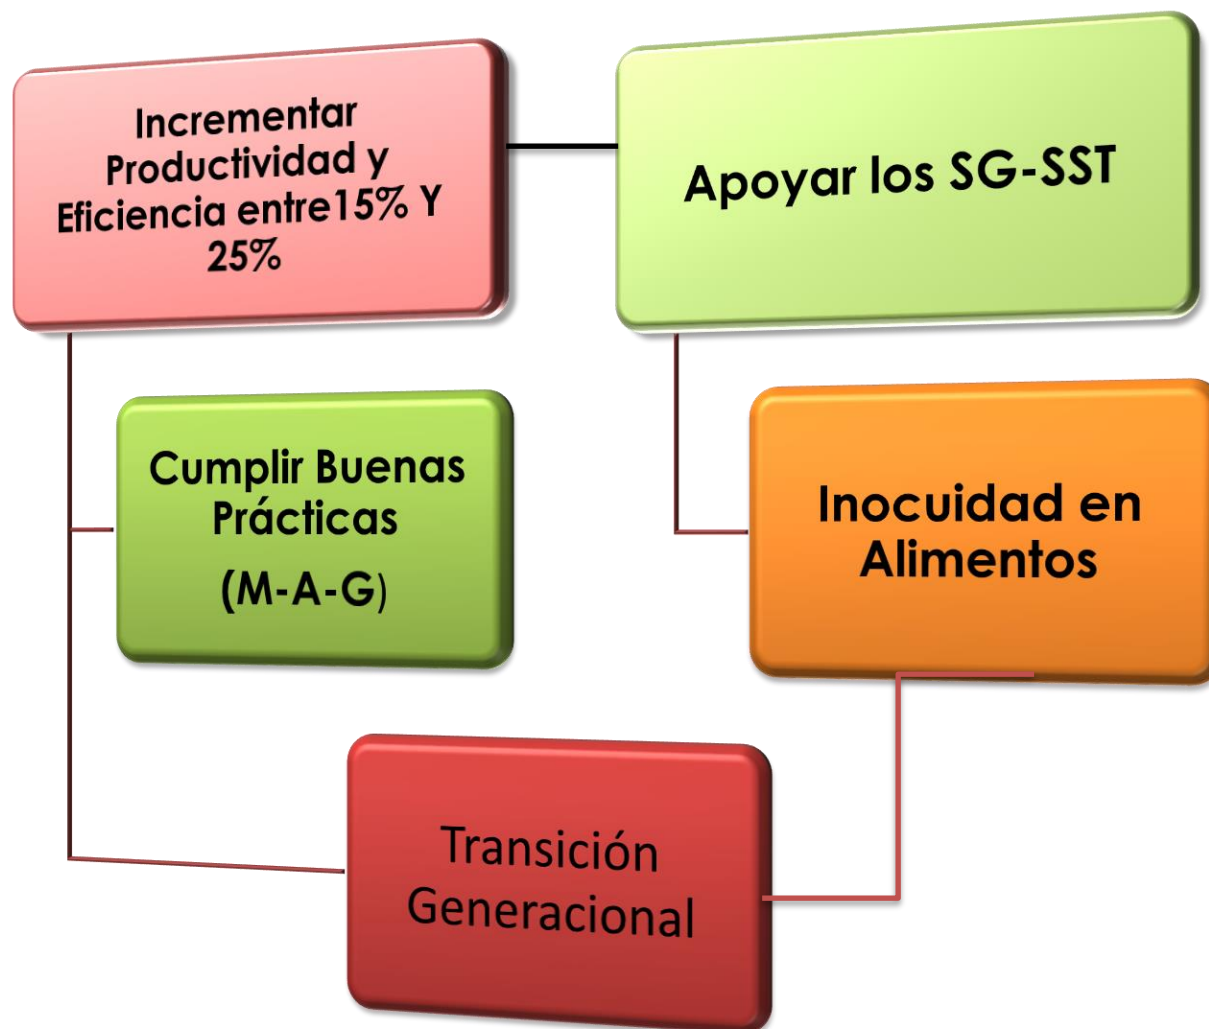 Incrementar
Productividad y
Eficiencia entre15% Y
25%
Apoyar los SG-SST
Cumplir Buenas
Prácticas
(M-A-G)
Inocuidad en
Alimentos
Transición
Generacional